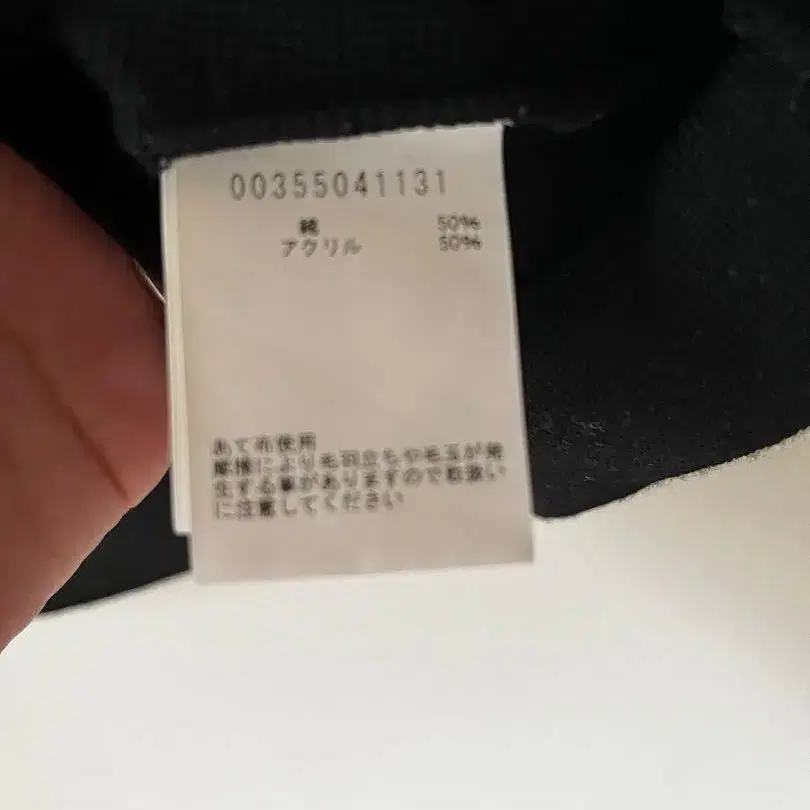 00355041131
綿 50%
アクリル 50%
あて布使用
摩擦により毛羽立ちや毛玉が発
生する事がありますので取扱い
に注意してください